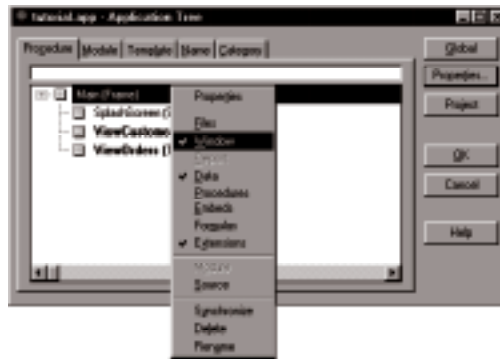 tutorial.app - Application Tree
Procedure Module Template Name Category
Main (Frame)
SplashScreen (S
ViewCustome
ViewOrders (
Properties
Files
Window
Report
Data
Procedures
Embeds
Formulas
Extensions
Module
Source
Synchronize
Delete
Rename
Global
Properties...
Project
OK
Cancel
Help